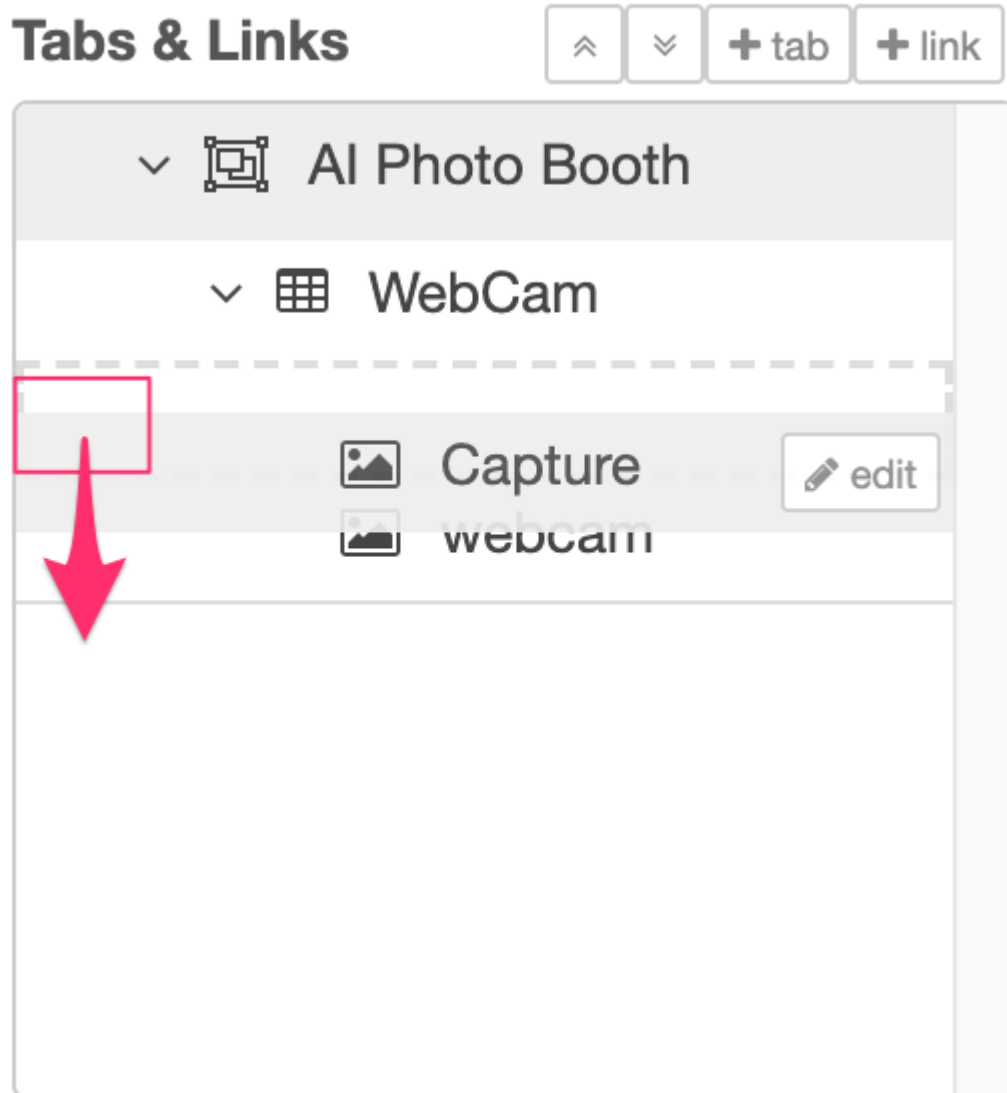 Tabs & Links
+ tab
+ link
AI Photo Booth
WebCam
Capture
edit
webcam